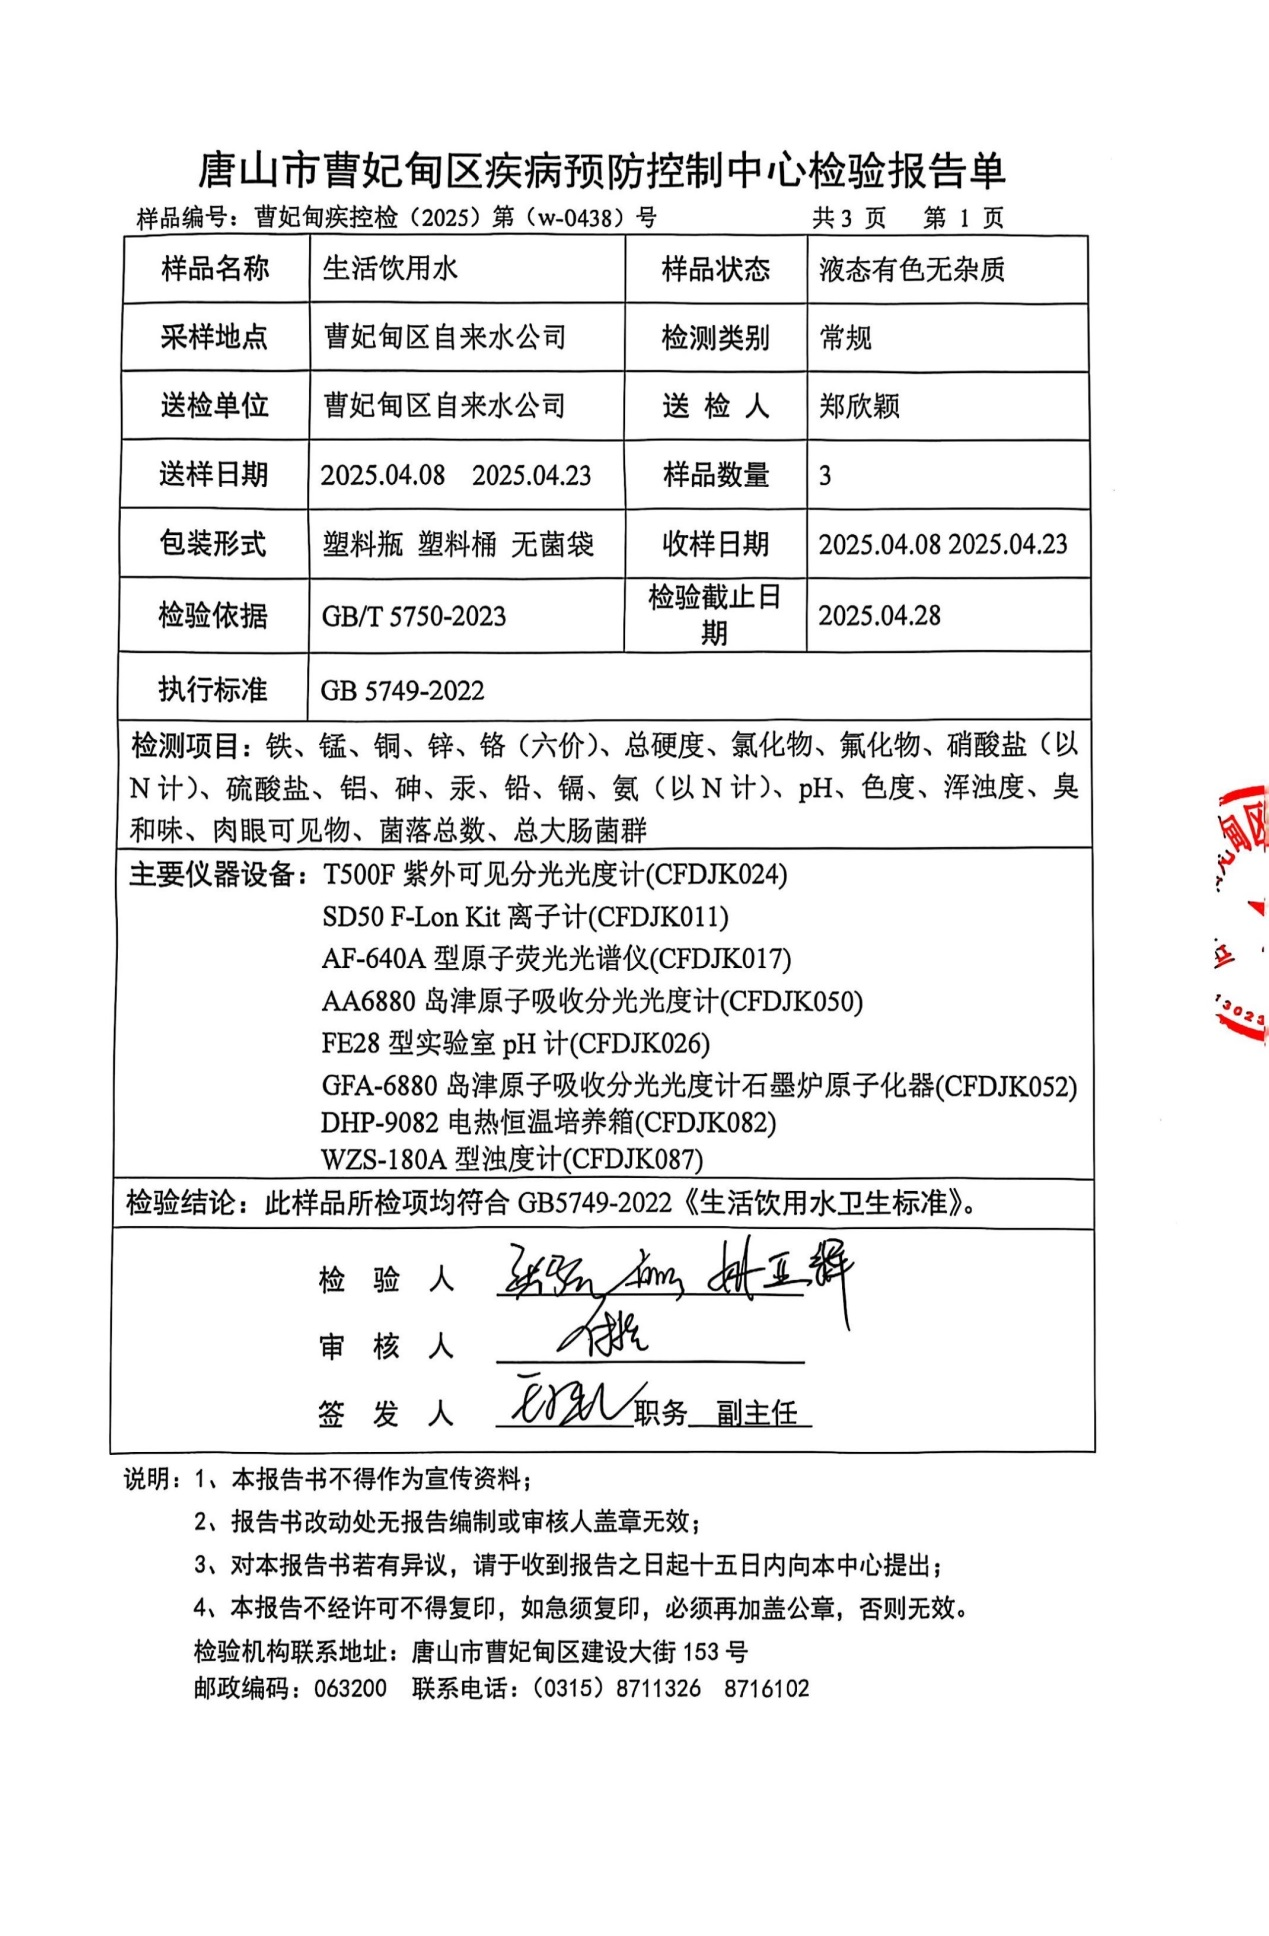 唐山市曹妃甸区疾病预防控制中心检验报告单
样品编号：曹妃甸疾控检（2025）第（w-0438）号 共 3 页 第 1 页
样品名称 生活饮用水 样品状态 液态有色无杂质
采样地点 曹妃甸区自来水公司 检测类别 常规
送检单位 曹妃甸区自来水公司 送 检 人 郑欣颖
送样日期 2025.04.08 2025.04.23 样品数量 3
包装形式 塑料瓶 塑料桶 无菌袋 收样日期 2025.04.08 2025.04.23
检验依据 GB/T 5750-2023 检验截止日
期 2025.04.28
执行标准 GB 5749-2022
检测项目：铁、锰、铜、锌、铬（六价）、总硬度、氯化物、氟化物、硝酸盐（以
N 计）、硫酸盐、铝、砷、汞、铅、镉、氨（以 N 计）、pH、色度、浑浊度、臭
和味、肉眼可见物、菌落总数、总大肠菌群
主要仪器设备：T500F 紫外可见分光光度计(CFDJK024)
SD50 F-Lon Kit 离子计(CFDJK011)
AF-640A 型原子荧光光谱仪(CFDJK017)
AA6880 岛津原子吸收分光光度计(CFDJK050)
FE28 型实验室 pH 计(CFDJK026)
GFA-6880 岛津原子吸收分光光度计石墨炉原子化器(CFDJK052)
DHP-9082 电热恒温培养箱(CFDJK082)
WZS-180A 型浊度计(CFDJK087)
检验结论：此样品所检项均符合 GB5749-2022《生活饮用水卫生标准》。
检 验 人
审 核 人
签 发 人 职务 副主任
说明：1、本报告书不得作为宣传资料；
2、报告书改动处无报告编制或审核人盖章无效；
3、对本报告书若有异议，请于收到报告之日起十五日内向本中心提出；
4、本报告不经许可不得复印，如急须复印，必须再加盖公章，否则无效。
检验机构联系地址：唐山市曹妃甸区建设大街 153 号
邮政编码：063200 联系电话：（0315）8711326 8716102
13023